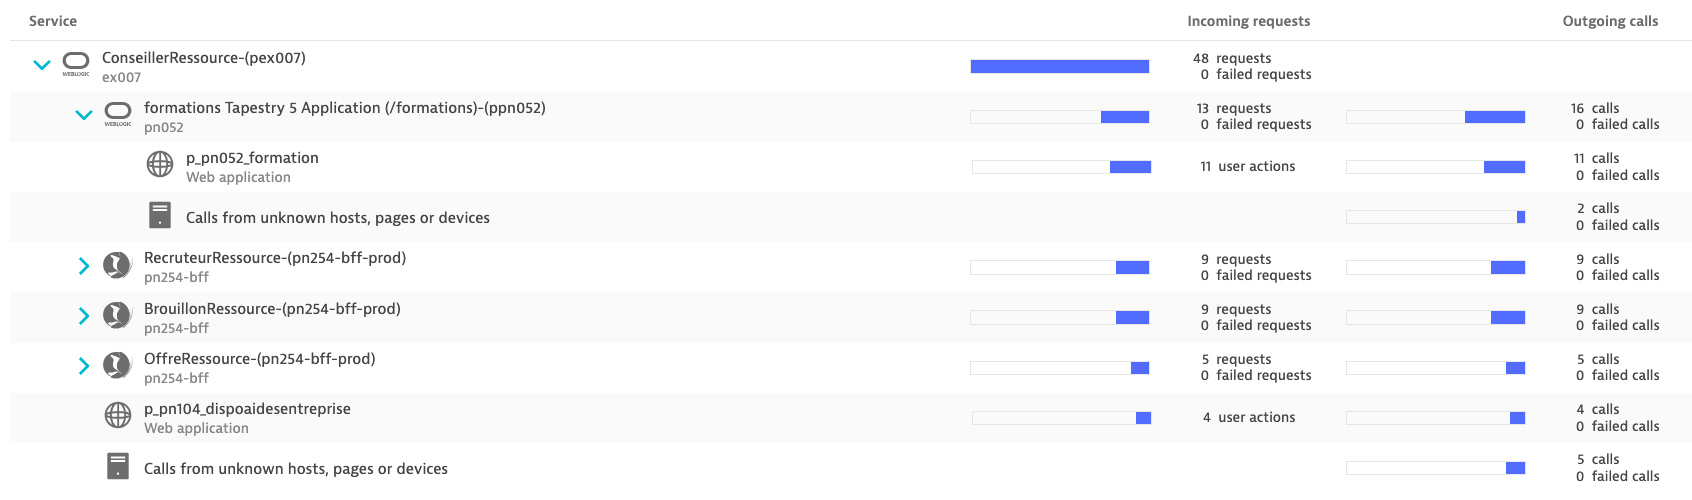 Service Incoming requests Outgoing calls
ConseillerRessource-(pex007) 48 requests
WEBLOGIC ex007 0 failed requests
formations Tapestry 5 Application (/formations)-(ppn052) 13 requests 16 calls
WEBLOGIC pn052 0 failed requests 0 failed calls
p_pn052_formation 11 calls
Web application 11 user actions 0 failed calls
Calls from unknown hosts, pages or devices 2 calls
0 failed calls
RecruteurRessource-(pn254-bff-prod) 9 requests 9 calls
pn254-bff 0 failed requests 0 failed calls
BrouillonRessource-(pn254-bff-prod) 9 requests 9 calls
pn254-bff 0 failed requests 0 failed calls
OffreRessource-(pn254-bff-prod) 5 requests 5 calls
pn254-bff 0 failed requests 0 failed calls
p_pn104_dispoaidesentreprise 4 calls
Web application 4 user actions 0 failed calls
Calls from unknown hosts, pages or devices 5 calls
0 failed calls